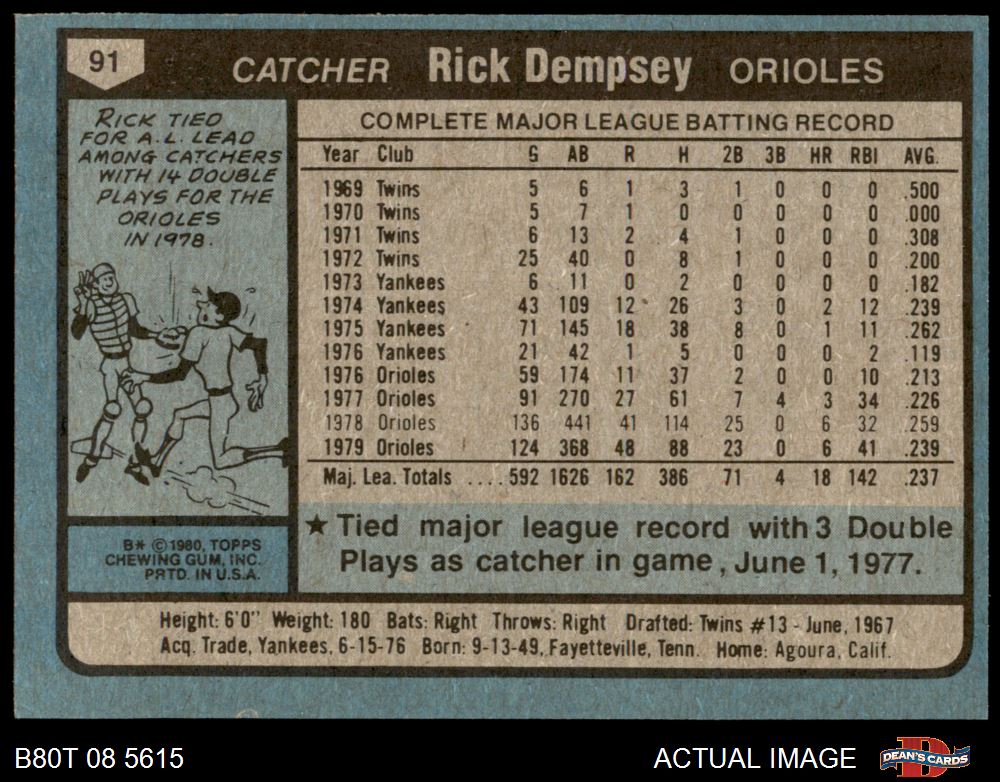 91
CATCHER Rick Dempsey ORIOLES
RICK TIED
FOR A.L. LEAD
AMONG CATCHERS
WITH 14 DOUBLE
PLAYS FOR THE
ORIOLES
IN 1978.
B* © 1980, TOPPS
CHEWING GUM, INC.
PRTD. IN U.S.A.
COMPLETE MAJOR LEAGUE BATTING RECORD
Year Club G AB R H 2B 3B HR RBI AVG.
1969 Twins 5 6 1 3 1 0 0 0 .500
1970 Twins 5 7 1 0 0 0 0 0 .000
1971 Twins 6 13 2 4 1 0 0 0 .308
1972 Twins 25 40 0 8 1 0 0 0 .200
1973 Yankees 6 11 0 2 0 0 0 0 .182
1974 Yankees 43 109 12 26 3 0 2 12 .239
1975 Yankees 71 145 18 38 8 0 1 11 .262
1976 Yankees 21 42 1 5 0 0 0 2 .119
1976 Orioles 59 174 11 37 2 0 0 10 .213
1977 Orioles 91 270 27 61 7 4 3 34 .226
1978 Orioles 136 441 41 114 25 0 6 32 .259
1979 Orioles 124 368 48 88 23 0 6 41 .239
Maj. Lea. Totals .... 592 1626 162 386 71 4 18 142 .237
★ Tied major league record with 3 Double
Plays as catcher in game, June 1, 1977.
Height: 6'0" Weight: 180 Bats: Right Throws: Right Drafted: Twins #13 - June, 1967
Acq. Trade, Yankees, 6-15-76 Born: 9-13-49, Fayetteville, Tenn. Home: Agoura, Calif.
B80T 08 5615
ACTUAL IMAGE
DEAN'S CARDS